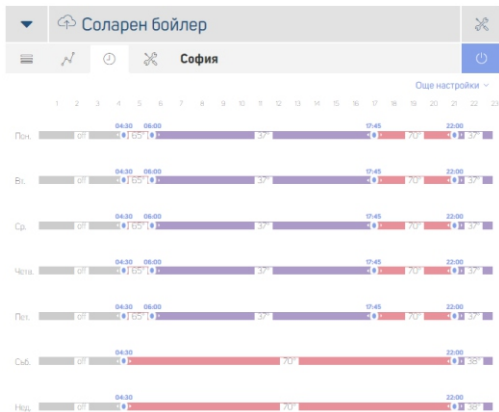 Соларен бойлер
София
Още настройки
1 2 3 4 5 6 7 8 9 10 11 12 13 14 15 16 17 18 19 20 21 22 23
04:30 06:00 17:45 22:00
Пон. off 65° 37° 70° 37°
04:30 06:00 17:45 22:00
Вт. off 65° 37° 70° 37°
04:30 06:00 17:45 22:00
Ср. off 65° 37° 70° 37°
04:30 06:00 17:45 22:00
Четв. off 65° 37° 70° 37°
04:30 06:00 17:45 22:00
Пет. off 65° 37° 70° 37°
04:30 22:00
Съб. off 70° 38°
04:30 22:00
Нед. off 70° 38°